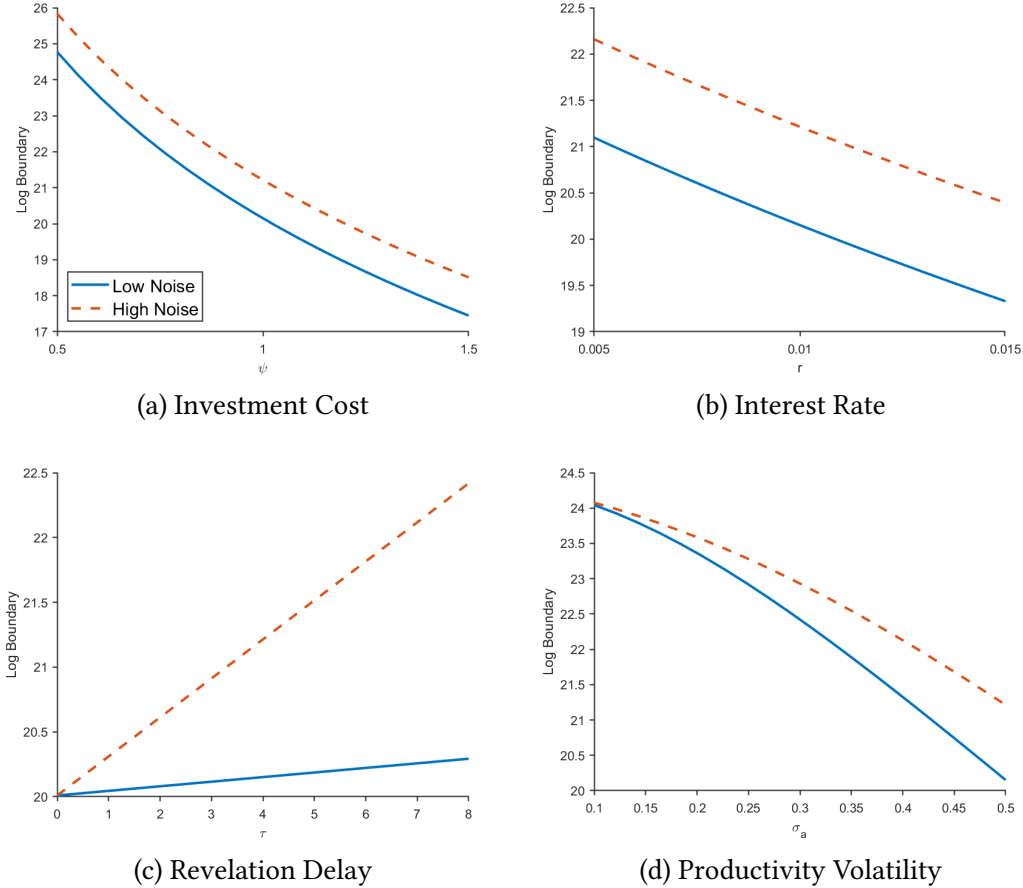 26
25
24
23
22
21
20
19
18
17
Log Boundary
Low Noise
High Noise
0.5 1 1.5
ψ
(a) Investment Cost
22.5
22
21.5
21
20.5
20
19.5
19
Log Boundary
0.005 0.01 0.015
r
(b) Interest Rate
22.5
22
21.5
21
20.5
20
Log Boundary
0 1 2 3 4 5 6 7 8
τ
(c) Revelation Delay
24.5
24
23.5
23
22.5
22
21.5
21
20.5
20
Log Boundary
0.1 0.15 0.2 0.25 0.3 0.35 0.4 0.45 0.5
σa
(d) Productivity Volatility